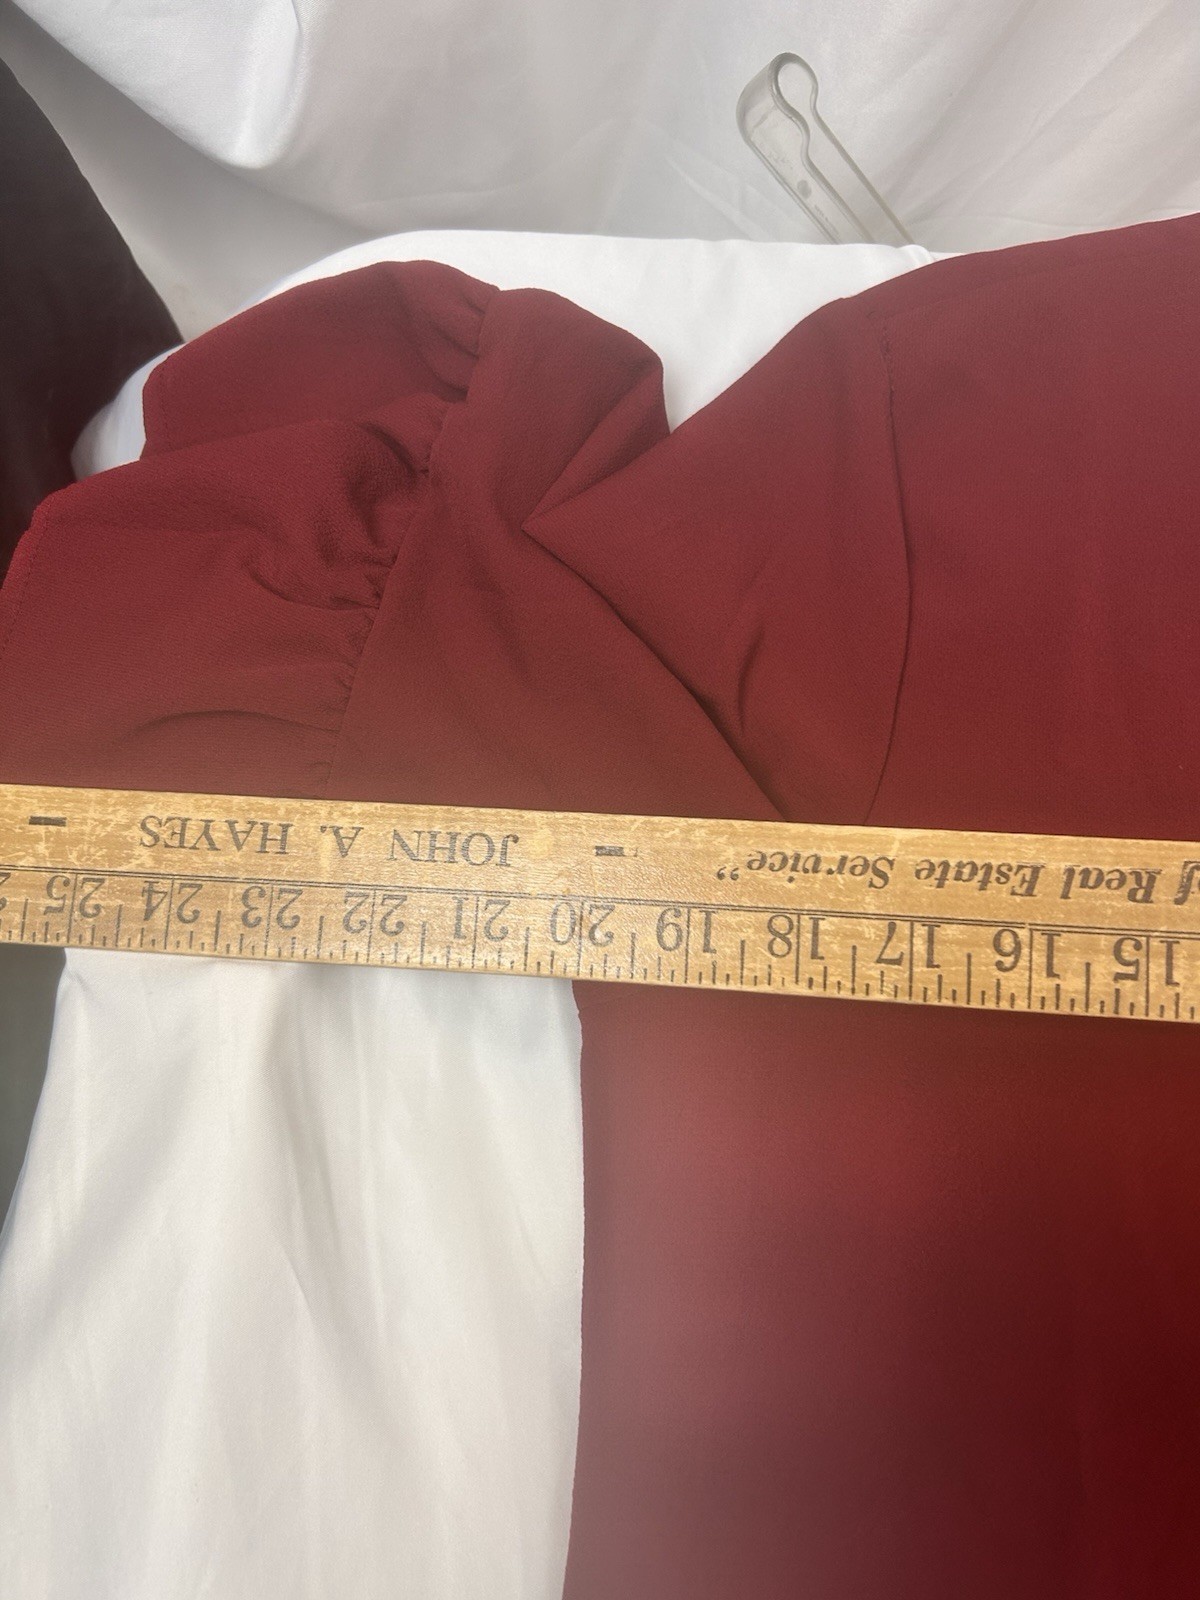 f Real Estate Service”
JOHN A. HAYES
15 16 17 18 19 20 21 22 23 24 25